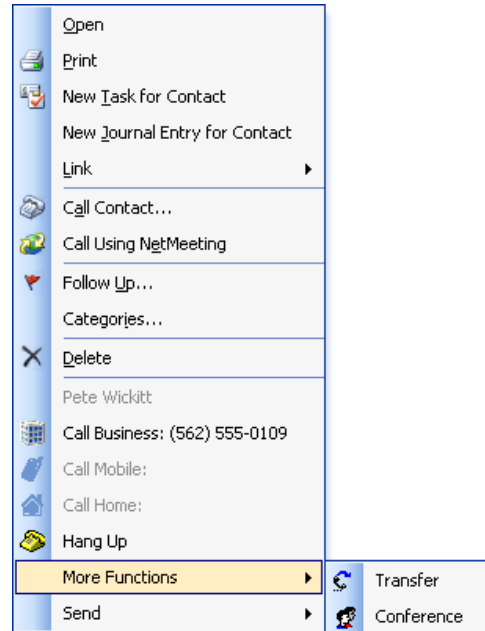 Open
Print
New Task for Contact
New Journal Entry for Contact
Link
Call Contact...
Call Using NetMeeting
Follow Up...
Categories...
Delete
Pete Wickitt
Call Business: (562) 555-0109
Call Mobile:
Call Home:
Hang Up
More Functions
Transfer
Send
Conference